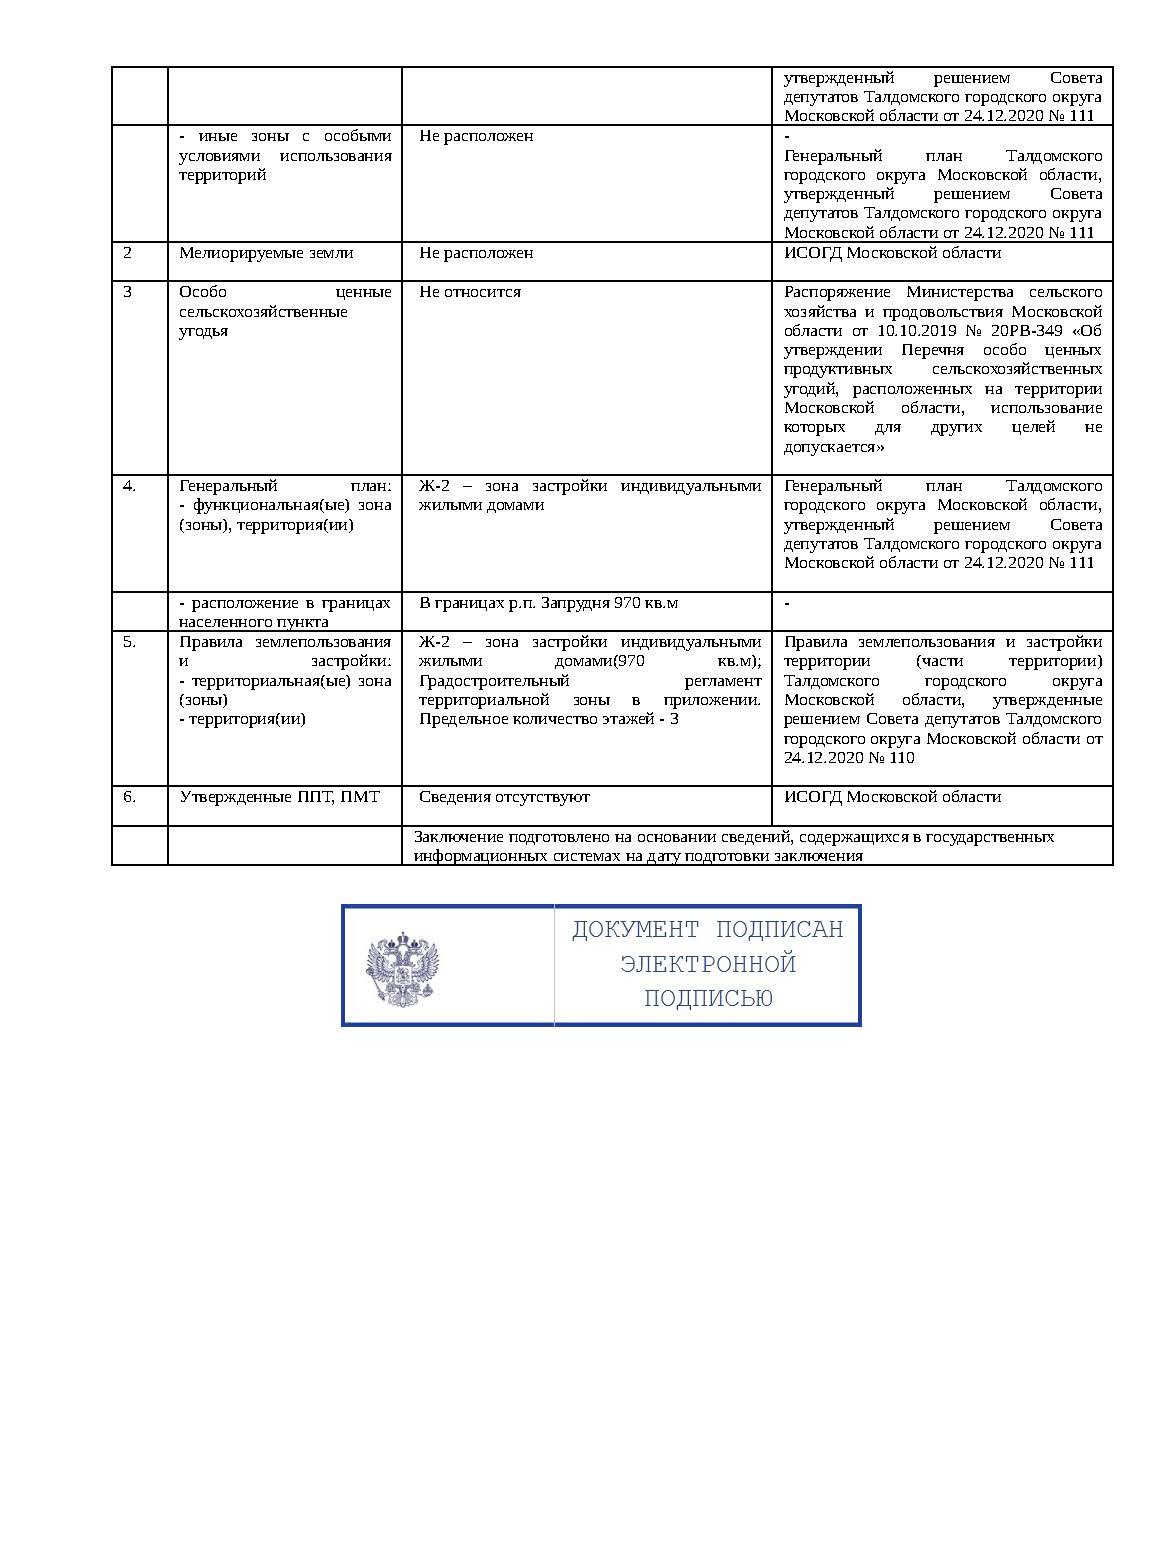 утвержденный решением Совета
депутатов Талдомского городского округа
Московской области от 24.12.2020 № 111
- иные зоны с особыми
условиями использования
территорий
Не расположен
-
Генеральный план Талдомского
городского округа Московской области,
утвержденный решением Совета
депутатов Талдомского городского округа
Московской области от 24.12.2020 № 111
2
Мелиорируемые земли
Не расположен
ИСОГД Московской области
3
Особо ценные
сельскохозяйственные
угодья
Не относится
Распоряжение Министерства сельского
хозяйства и продовольствия Московской
области от 10.10.2019 № 20РВ-349 «Об
утверждении Перечня особо ценных
продуктивных сельскохозяйственных
угодий, расположенных на территории
Московской области, использование
которых для других целей не
допускается»
4.
Генеральный план:
- функциональная(ые) зона
(зоны), территория(ии)
Ж-2 – зона застройки индивидуальными
жилыми домами
Генеральный план Талдомского
городского округа Московской области,
утвержденный решением Совета
депутатов Талдомского городского округа
Московской области от 24.12.2020 № 111
- расположение в границах
населенного пункта
В границах р.п. Запрудня 970 кв.м
-
5.
Правила землепользования
и застройки:
- территориальная(ые) зона
(зоны)
- территория(ии)
Ж-2 – зона застройки индивидуальными
жилыми домами(970 кв.м);
Градостроительный регламент
территориальной зоны в приложении.
Предельное количество этажей - 3
Правила землепользования и застройки
территории (части территории)
Талдомского городского округа
Московской области, утвержденные
решением Совета депутатов Талдомского
городского округа Московской области от
24.12.2020 № 110
6.
Утвержденные ППТ, ПМТ
Сведения отсутствуют
ИСОГД Московской области
Заключение подготовлено на основании сведений, содержащихся в государственных
информационных системах на дату подготовки заключения
ДОКУМЕНТ ПОДПИСАН
ЭЛЕКТРОННОЙ
ПОДПИСЬЮ